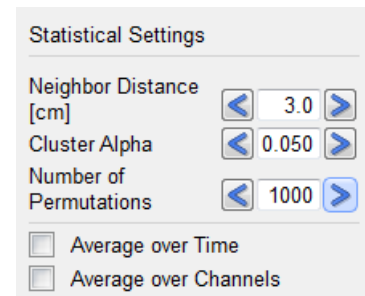 Statistical Settings
Neighbor Distance
[cm] 3.0
Cluster Alpha 0.050
Number of
Permutations 1000
Average over Time
Average over Channels